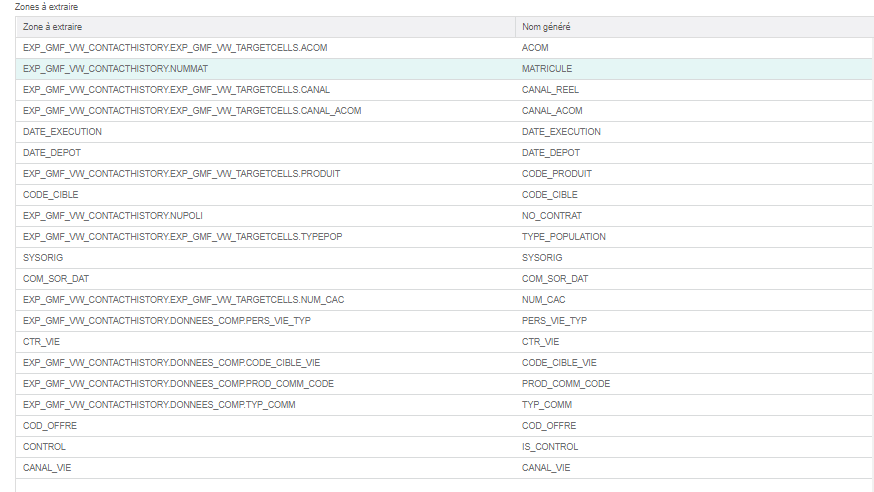 Zones à extraire
Zone à extraire Nom généré
EXP_GMF_VW_CONTACTHISTORY.EXP_GMF_VW_TARGETCELLS.ACOM ACOM
EXP_GMF_VW_CONTACTHISTORY.NUMMAT MATRICULE
EXP_GMF_VW_CONTACTHISTORY.EXP_GMF_VW_TARGETCELLS.CANAL CANAL_REEL
EXP_GMF_VW_CONTACTHISTORY.EXP_GMF_VW_TARGETCELLS.CANAL_ACOM CANAL_ACOM
DATE_EXECUTION DATE_EXECUTION
DATE_DEPOT DATE_DEPOT
EXP_GMF_VW_CONTACTHISTORY.EXP_GMF_VW_TARGETCELLS.PRODUIT CODE_PRODUIT
CODE_CIBLE CODE_CIBLE
EXP_GMF_VW_CONTACTHISTORY.NUPOLI NO_CONTRAT
EXP_GMF_VW_CONTACTHISTORY.EXP_GMF_VW_TARGETCELLS.TYPEPOP TYPE_POPULATION
SYSORIG SYSORIG
COM_SOR_DAT COM_SOR_DAT
EXP_GMF_VW_CONTACTHISTORY.EXP_GMF_VW_TARGETCELLS.NUM_CAC NUM_CAC
EXP_GMF_VW_CONTACTHISTORY.DONNEES_COMP.PERS_VIE_TYP PERS_VIE_TYP
CTR_VIE CTR_VIE
EXP_GMF_VW_CONTACTHISTORY.DONNEES_COMP.CODE_CIBLE_VIE CODE_CIBLE_VIE
EXP_GMF_VW_CONTACTHISTORY.DONNEES_COMP.PROD_COMM_CODE PROD_COMM_CODE
EXP_GMF_VW_CONTACTHISTORY.DONNEES_COMP.TYP_COMM TYP_COMM
COD_OFFRE COD_OFFRE
CONTROL IS_CONTROL
CANAL_VIE CANAL_VIE